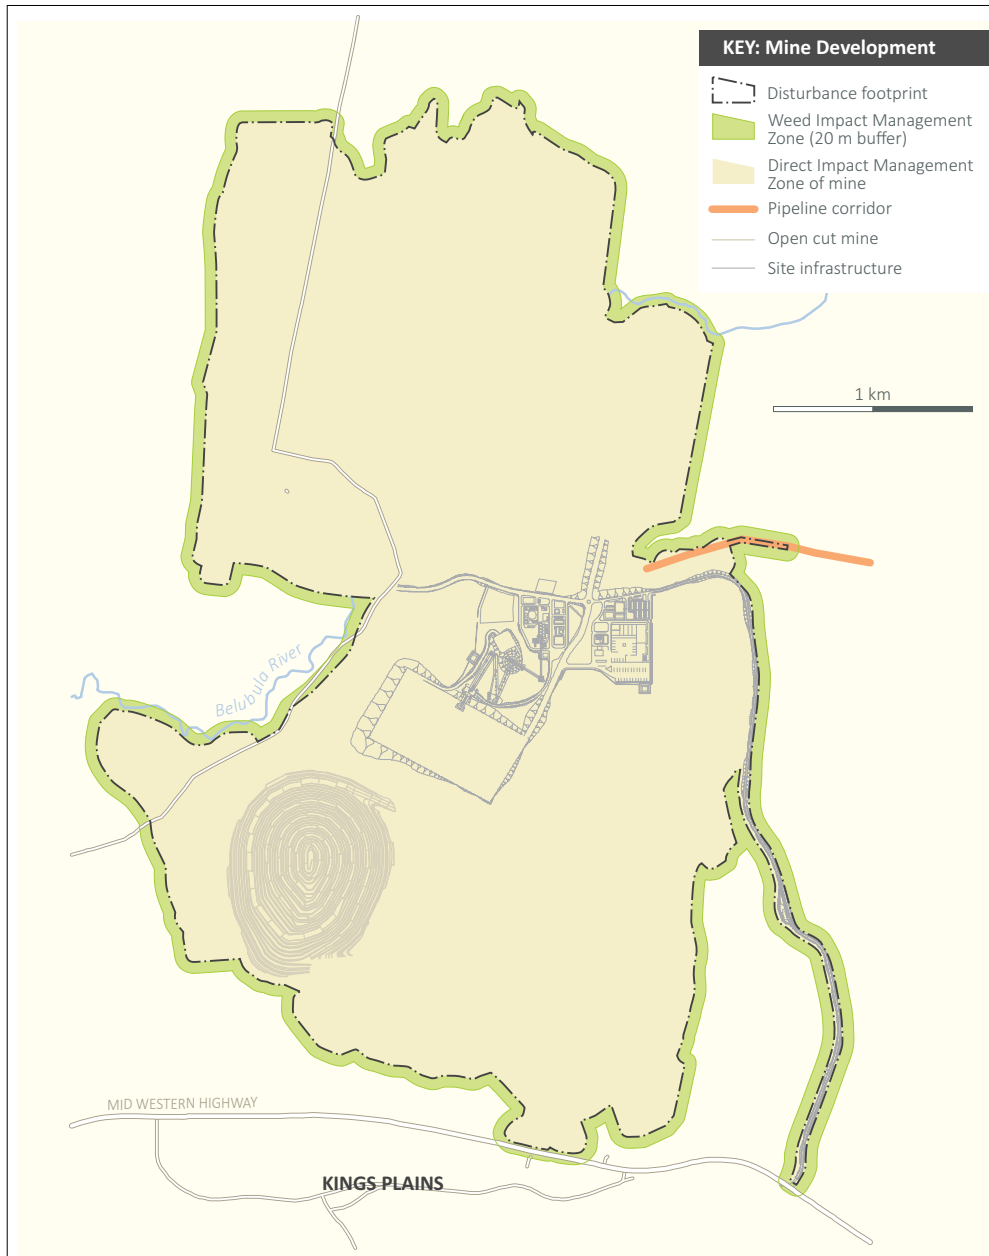 KEY: Mine Development
Disturbance footprint
Weed Impact Management
Zone (20 m buffer)
Direct Impact Management
Zone of mine
Pipeline corridor
Open cut mine
Site infrastructure
1 km
Belubula River
MID WESTERN HIGHWAY
KINGS PLAINS